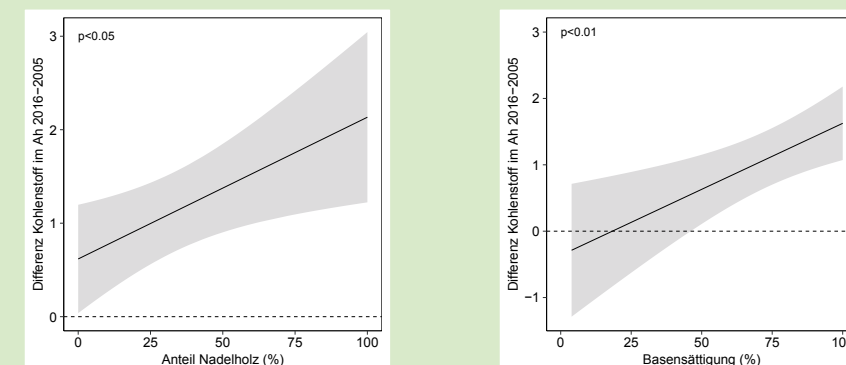 p<0.05
3
2
1
0
Differenz Kohlenstoff im Ah 2016−2005
0 25 50 75 100
Anteil Nadelholz (%)
p<0.01
3
2
1
0
−1
Differenz Kohlenstoff im Ah 2016−2005
0 25 50 75 10
Basensättigung (%)